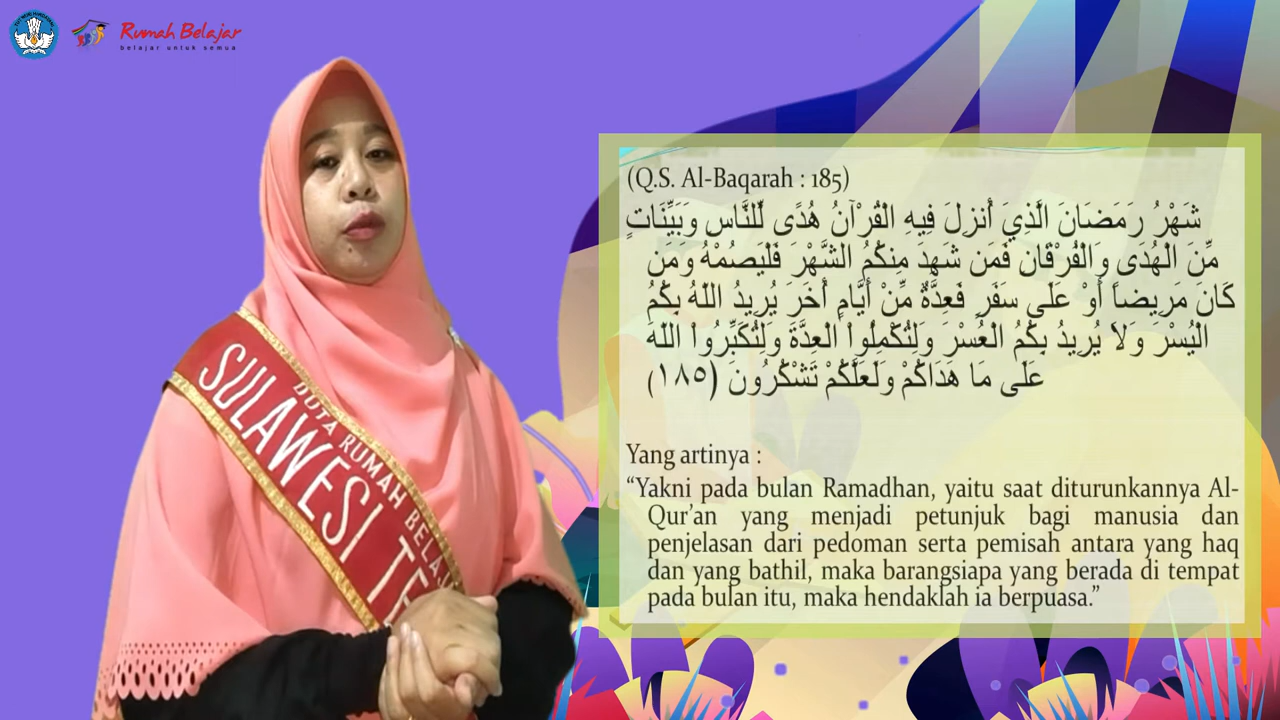 Rumah Belajar
belajar untuk semua
DUTA RUMAH BELAJ
SULAWESI TE
(Q.S. Al-Baqarah : 185)
شَهْرُ رَمَضَانَ الَّذِيَ أُنزِلَ فِيهِ الْقُرْآنُ هُدًى لِّلنَّاسِ وَبَيِّنَاتٍ
مِّنَ الْهُدَى وَالْفُرْقَانِ فَمَن شَهِدَ مِنكُمُ الشَّهْرَ فَلْيَصُمْهُ وَمَن
كَانَ مَرِيضاً أَوْ عَلَى سَفَرٍ فَعِدَّةٌ مِّنْ أَيَّامٍ أُخَرَ يُرِيدُ اللهُ بِكُمُ
الْيُسْرَ وَلاَ يُرِيدُ بِكُمُ الْعُسْرَ وَلِتُكْمِلُواْ الْعِدَّةَ وَلِتُكَبِّرُواْ اللهَ
عَلَى مَا هَدَاكُمْ وَلَعَلَّكُمْ تَشْكُرُونَ (١٨٥)
Yang artinya :
“Yakni pada bulan Ramadhan, yaitu saat diturunkannya Al-
Qur’an yang menjadi petunjuk bagi manusia dan
penjelasan dari pedoman serta pemisah antara yang haq
dan yang bathil, maka barangsiapa yang berada di tempat
pada bulan itu, maka hendaklah ia berpuasa.”